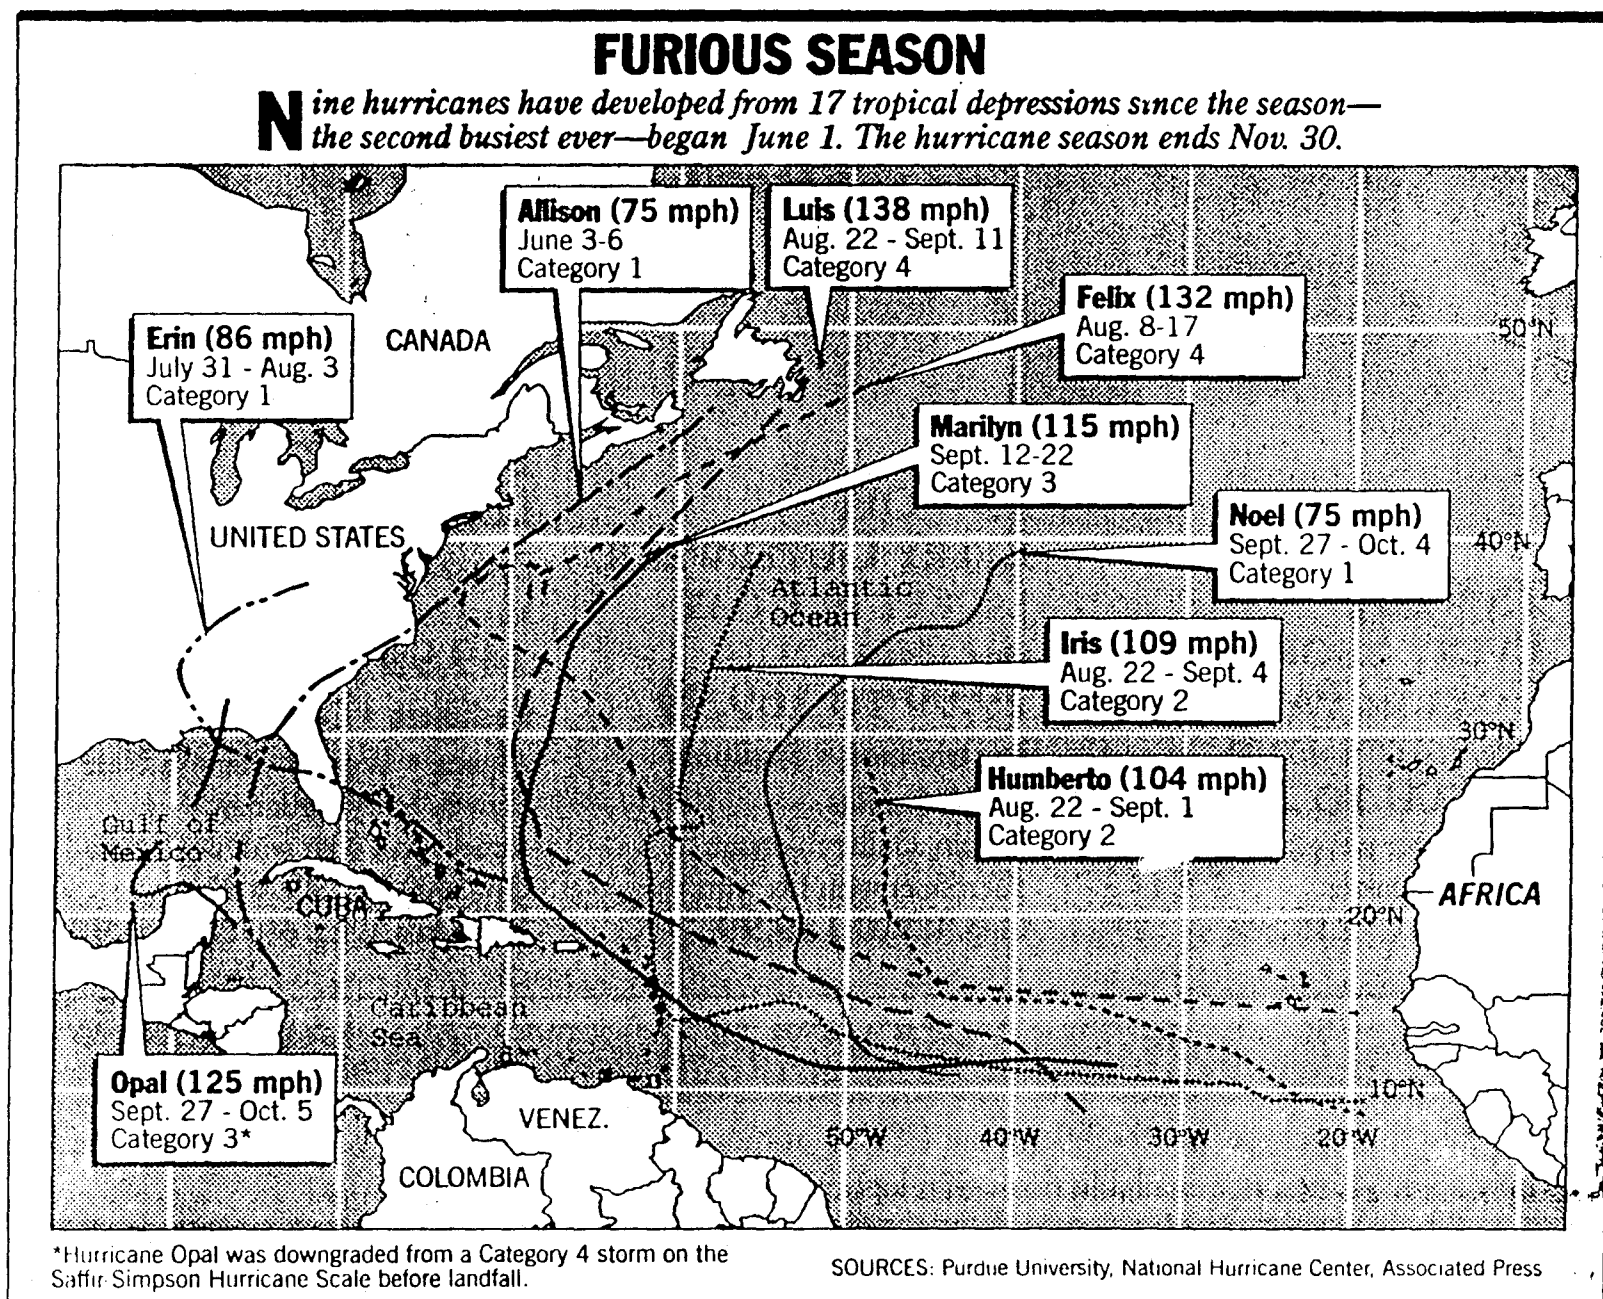 FURIOUS SEASON
Nine hurricanes have developed from 17 tropical depressions since the season—
the second busiest ever—began June 1. The hurricane season ends Nov. 30.
Allison (75 mph)
June 3-6
Category 1
Luis (138 mph)
Aug. 22 - Sept. 11
Category 4
Felix (132 mph)
Aug. 8-17
Category 4
Erin (86 mph)
July 31 - Aug. 3
Category 1
CANADA
50°N
Marilyn (115 mph)
Sept. 12-22
Category 3
Noel (75 mph)
Sept. 27 - Oct. 4
Category 1
UNITED STATES
40°N
Atlantic
Ocean
Iris (109 mph)
Aug. 22 - Sept. 4
Category 2
30°N
Humberto (104 mph)
Aug. 22 - Sept. 1
Category 2
Gulf of
Mexico
CUBA
AFRICA
20°N
Caribbean
Sea
Opal (125 mph)
Sept. 27 - Oct. 5
Category 3*
10°N
VENEZ.
50°W
40°W
30°W
20°W
COLOMBIA
*Hurricane Opal was downgraded from a Category 4 storm on the
Saffir-Simpson Hurricane Scale before landfall.
SOURCES: Purdue University, National Hurricane Center, Associated Press